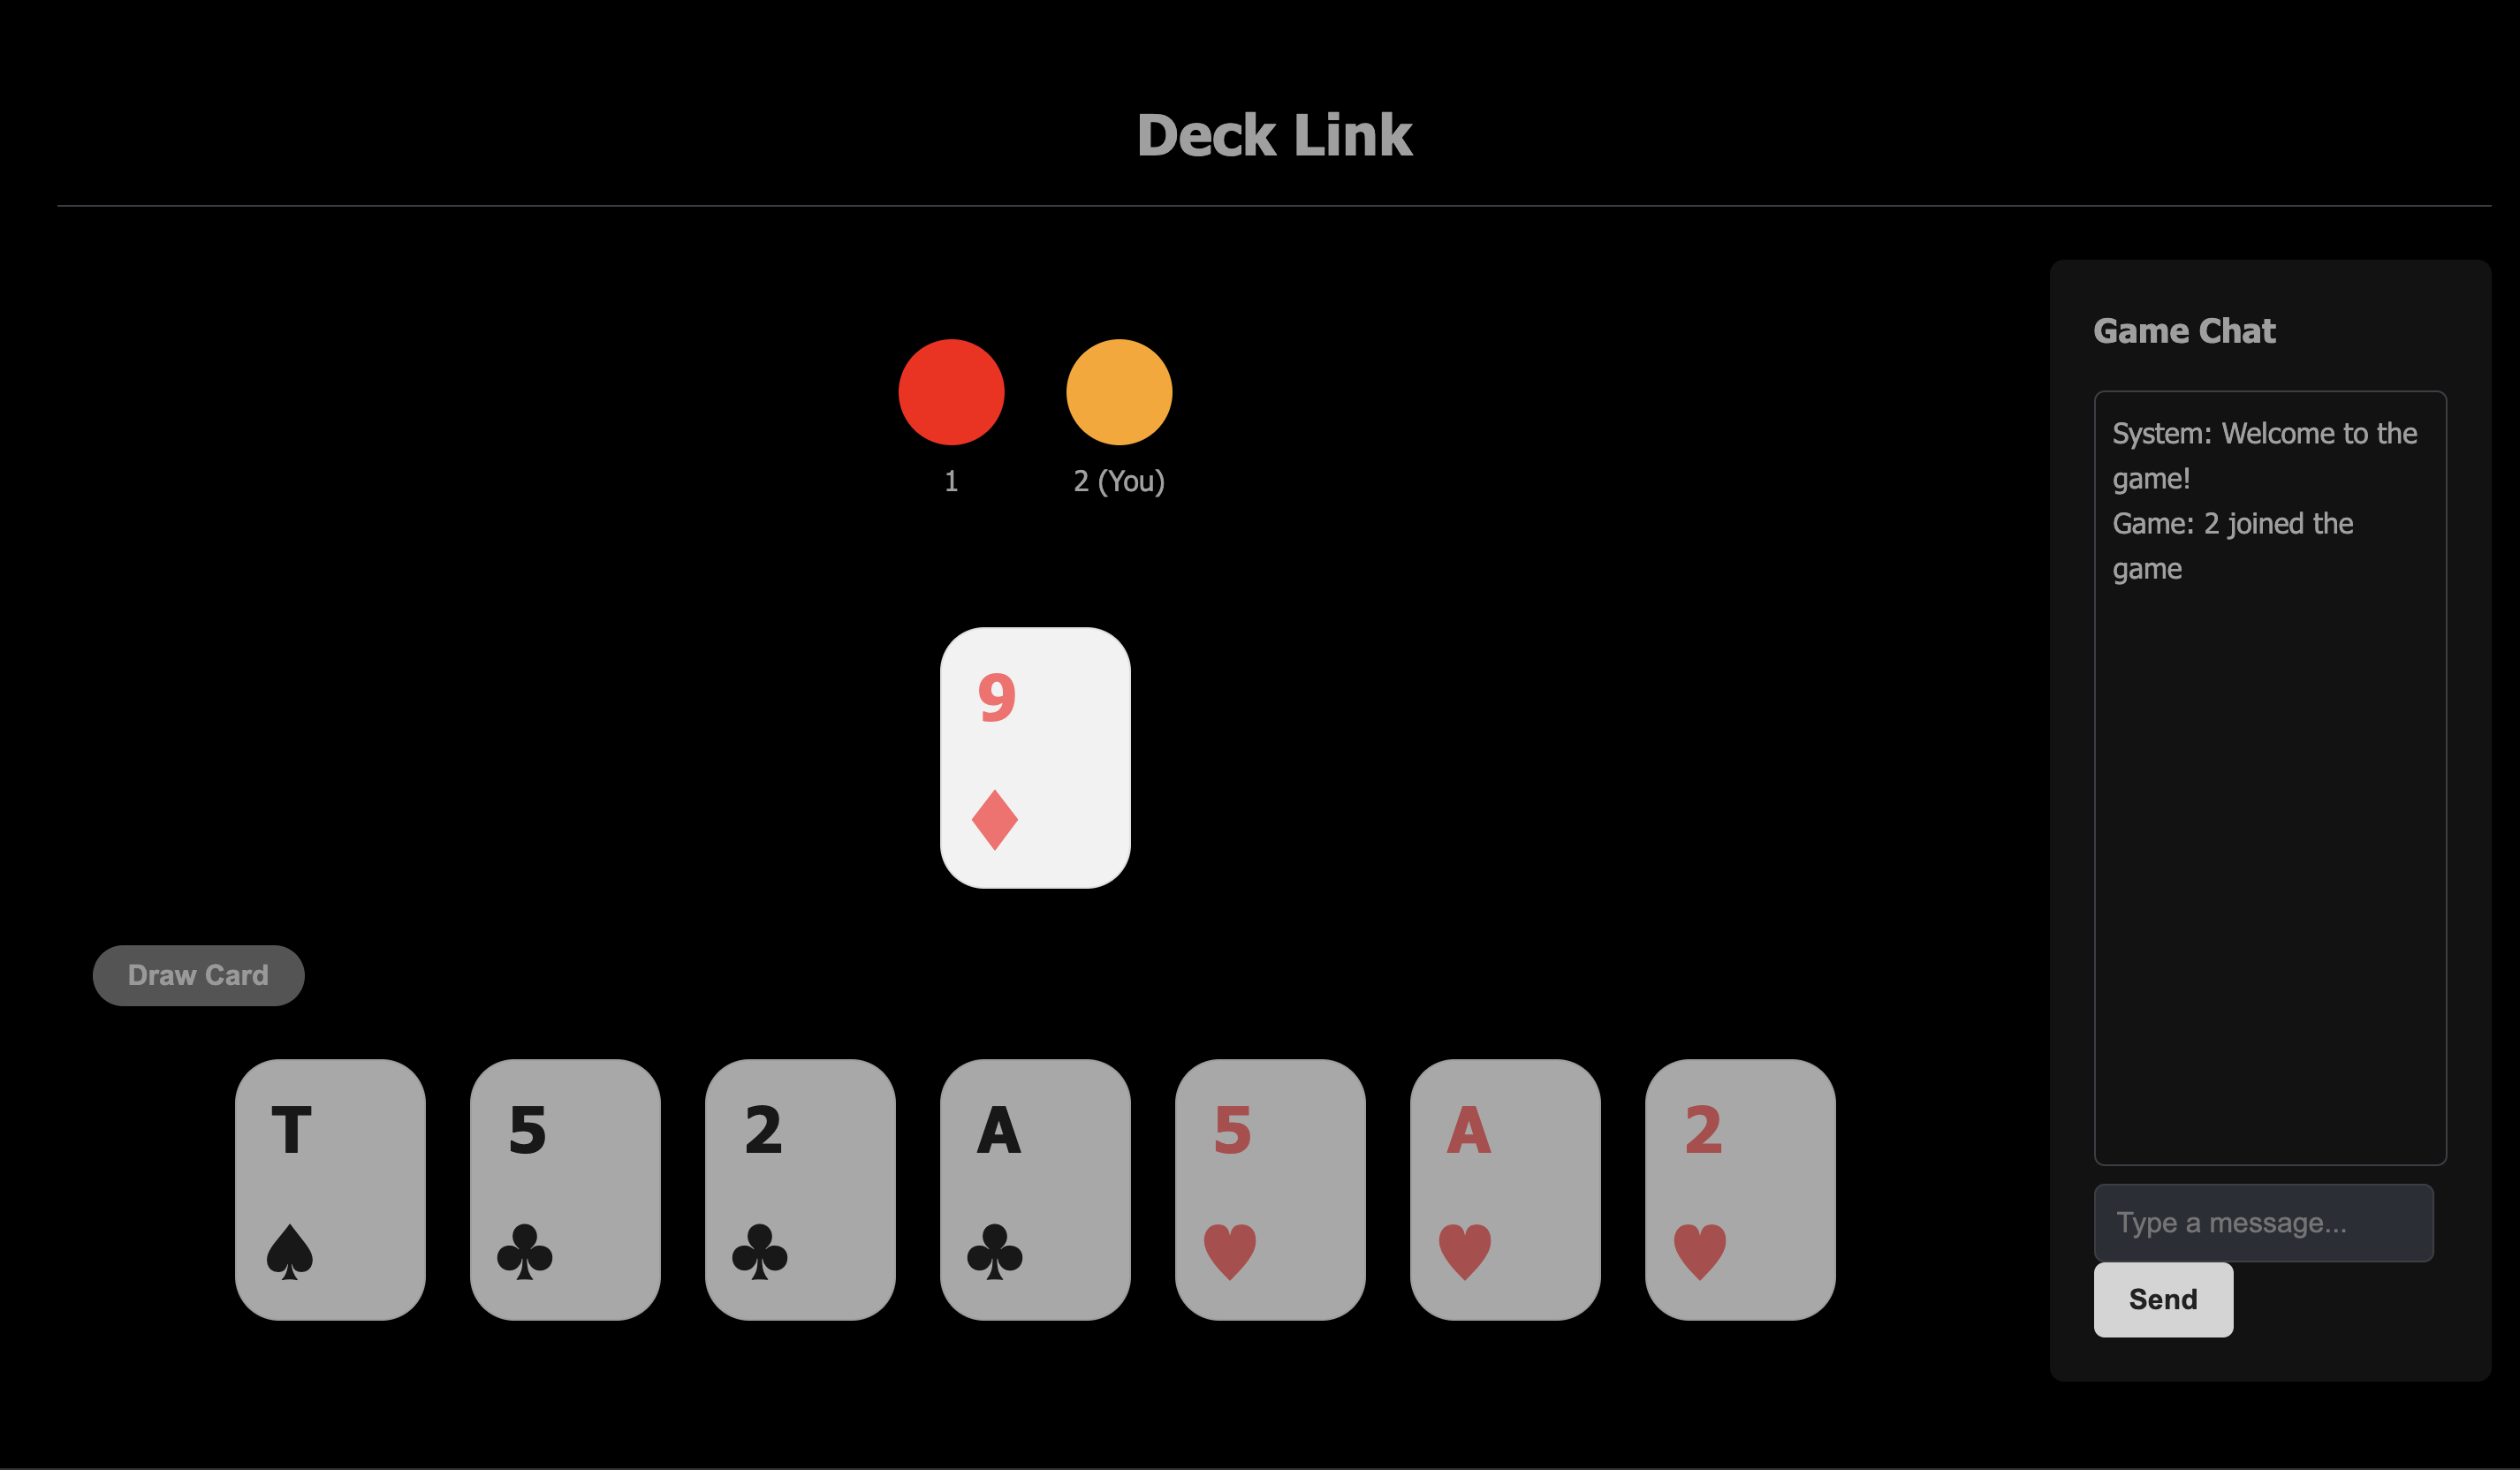 Deck Link
1
2 (You)
9
♦
Draw Card
T
♠
5
♣
2
♣
A
♣
5
♥
A
♥
2
♥
Game Chat
System: Welcome to the
game!
Game: 2 joined the
game
Type a message...
Send